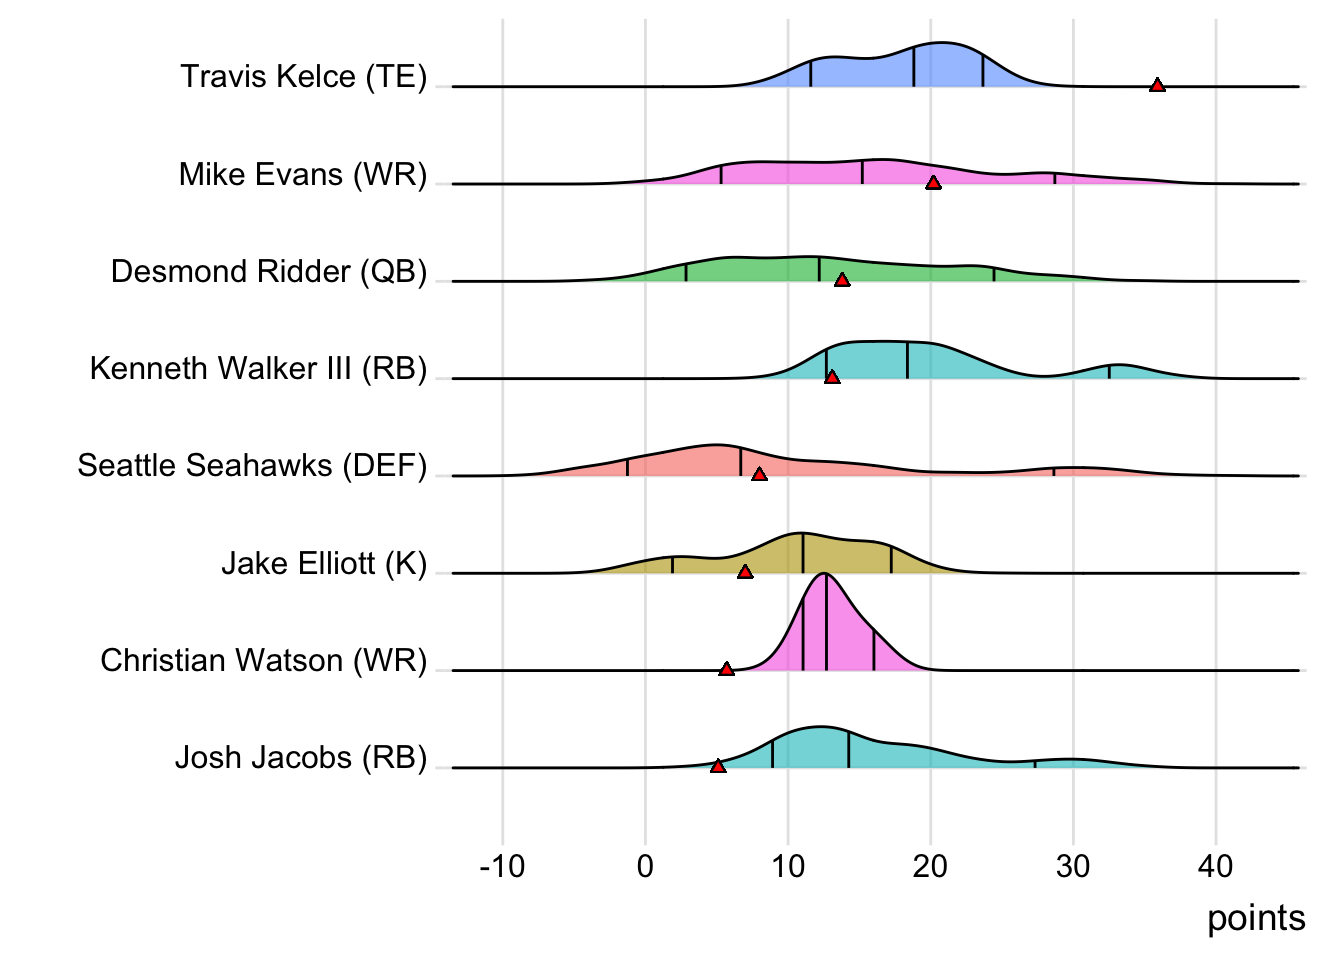 Travis Kelce (TE)
Mike Evans (WR)
Desmond Ridder (QB)
Kenneth Walker III (RB)
Seattle Seahawks (DEF)
Jake Elliott (K)
Christian Watson (WR)
Josh Jacobs (RB)
-10 0 10 20 30 40
points